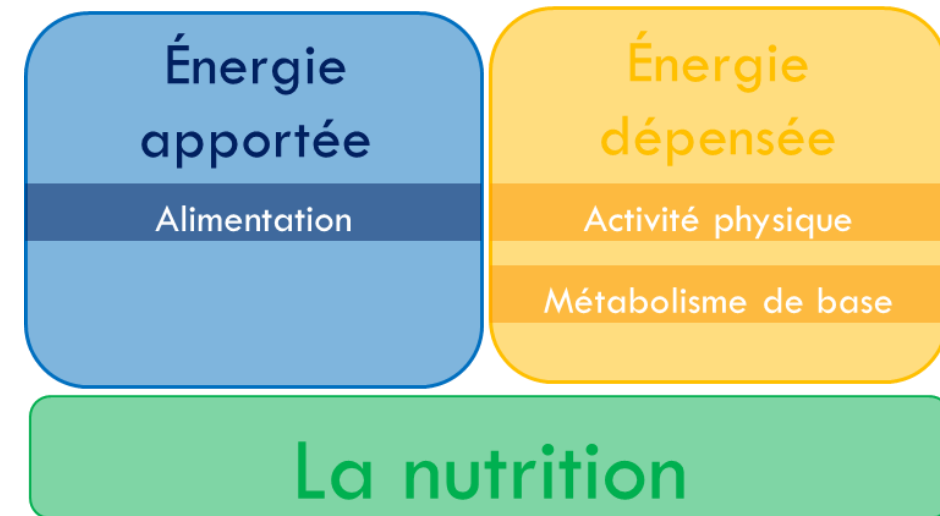 Énergie
apportée
Alimentation
Énergie
dépensée
Activité physique
Métabolisme de base
La nutrition